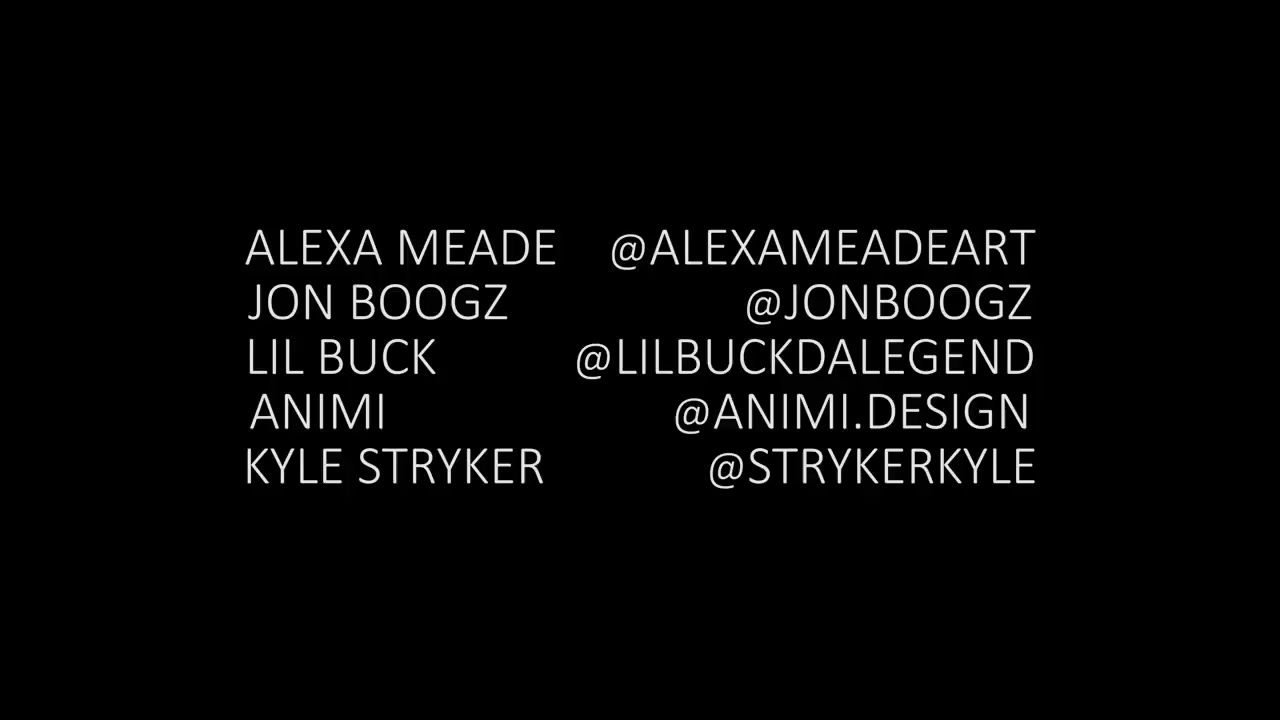 ALEXA MEADE @ALEXAMEADEART
JON BOOGZ @JONBOOGZ
LIL BUCK @LILBUCKDALEGEND
ANIMI @ANIMI.DESIGN
KYLE STRYKER @STRYKERKYLE